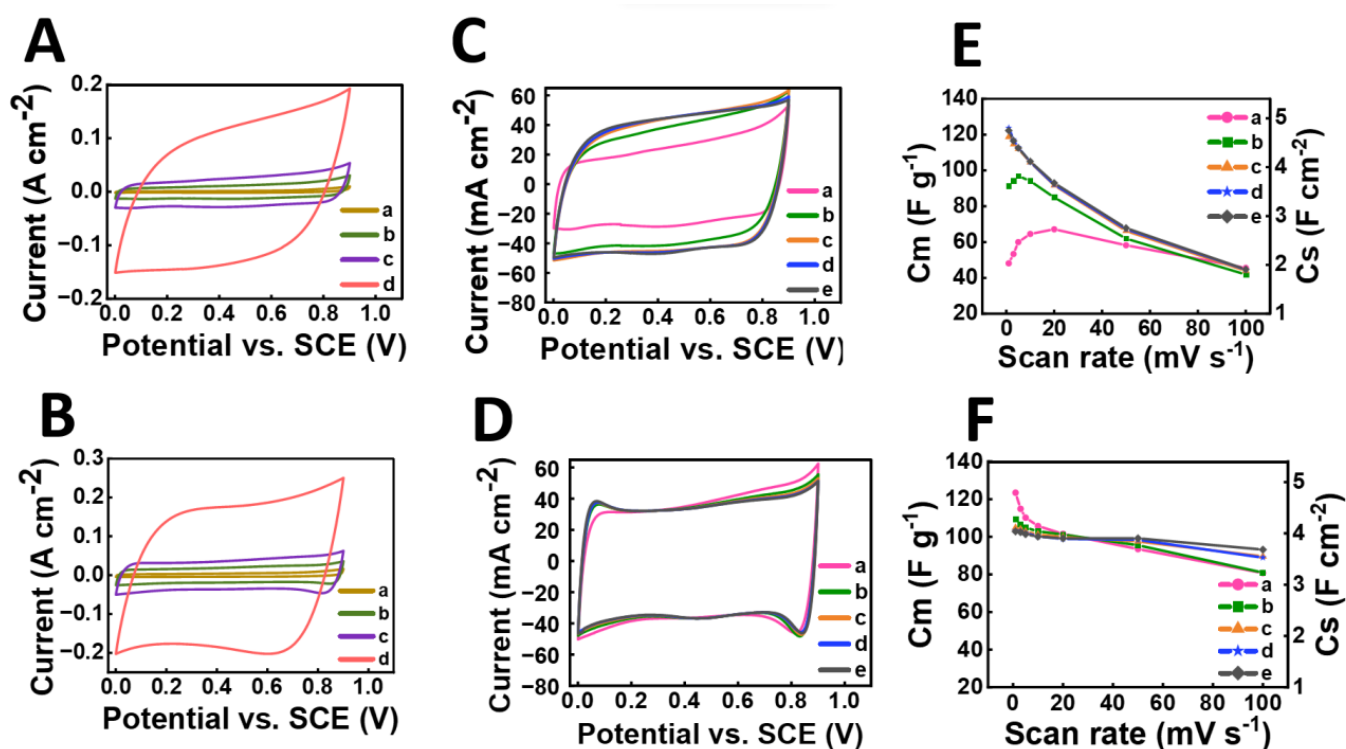 A
Current (A cm⁻²)
0.2
0.1
0.0
−0.1
−0.2
a
b
c
d
0.0 0.2 0.4 0.6 0.8 1.0
Potential vs. SCE (V)
C
Current (mA cm⁻²)
60
40
20
0
−20
−40
−60
−80
a
b
c
d
e
0.0 0.2 0.4 0.6 0.8 1.0
Potential vs. SCE (V)
E
Cm (F g⁻¹)
140
120
100
80
60
40
20
a
b
c
d
e
5
4
3
2
1
Cs (F cm⁻²)
0 20 40 60 80 100
Scan rate (mV s⁻¹)
B
Current (A cm⁻²)
0.3
0.2
0.1
0.0
−0.1
−0.2
a
b
c
d
0.0 0.2 0.4 0.6 0.8 1.0
Potential vs. SCE (V)
D
Current (mA cm⁻²)
60
40
20
0
−20
−40
−60
−80
a
b
c
d
e
0.0 0.2 0.4 0.6 0.8 1.0
Potential vs. SCE (V)
F
Cm (F g⁻¹)
140
120
100
80
60
40
20
a
b
c
d
e
5
4
3
2
1
Cs (F cm⁻²)
0 20 40 60 80 100
Scan rate (mV s⁻¹)